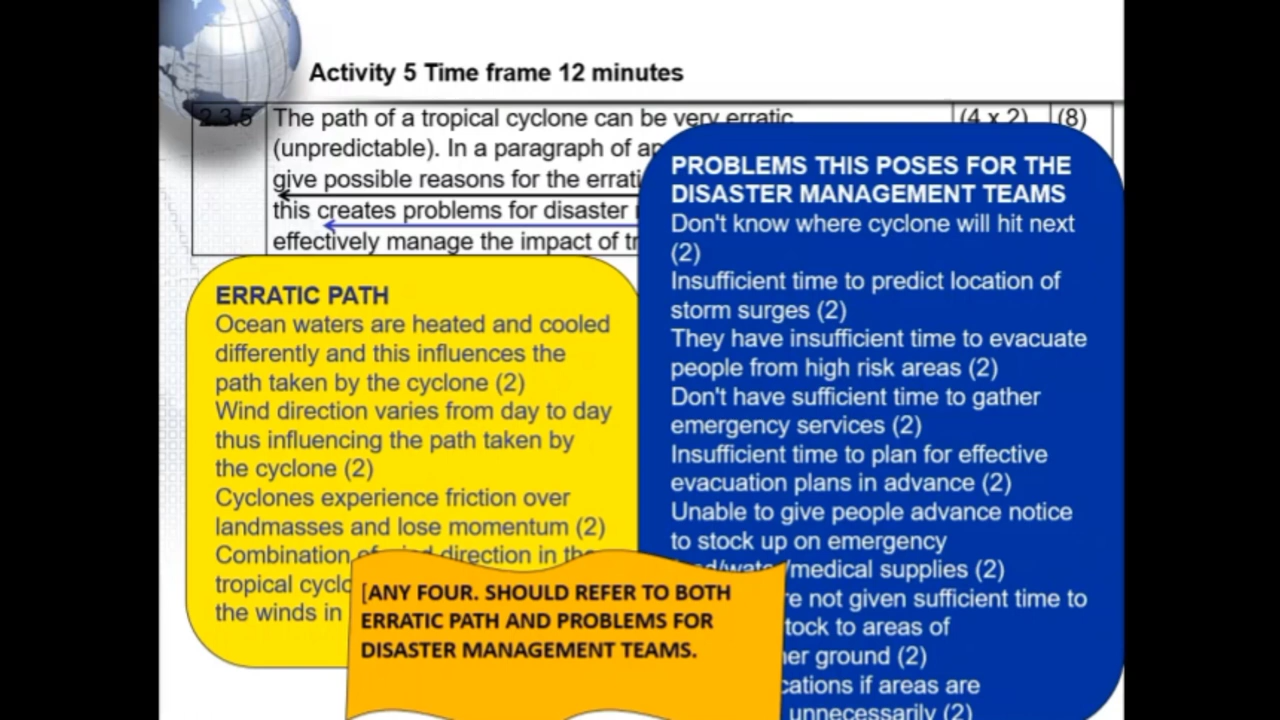 Activity 5 Time frame 12 minutes
2.3.5
The path of a tropical cyclone can be very erratic
(4 x 2)
(8)
(unpredictable). In a paragraph of
give possible reasons for the
this creates problems for disaster
effectively manage the impact of
ERRATIC PATH
Ocean waters are heated and cooled
differently and this influences the
path taken by the cyclone (2)
Wind direction varies from day to day
thus influencing the path taken by
the cyclone (2)
Cyclones experience friction over
landmasses and lose momentum (2)
Combination of wind direction in the
tropical
the winds in
PROBLEMS THIS POSES FOR THE
DISASTER MANAGEMENT TEAMS
Don't know where cyclone will hit next
(2)
Insufficient time to predict location of
storm surges (2)
They have insufficient time to evacuate
people from high risk areas (2)
Don't have sufficient time to gather
emergency services (2)
Insufficient time to plan for effective
evacuation plans in advance (2)
Unable to give people advance notice
to stock up on emergency
/medical supplies (2)
not given sufficient time to
to areas of
ground (2)
if areas are
unnecessarily (2)
[ANY FOUR. SHOULD REFER TO BOTH
ERRATIC PATH AND PROBLEMS FOR
DISASTER MANAGEMENT TEAMS.